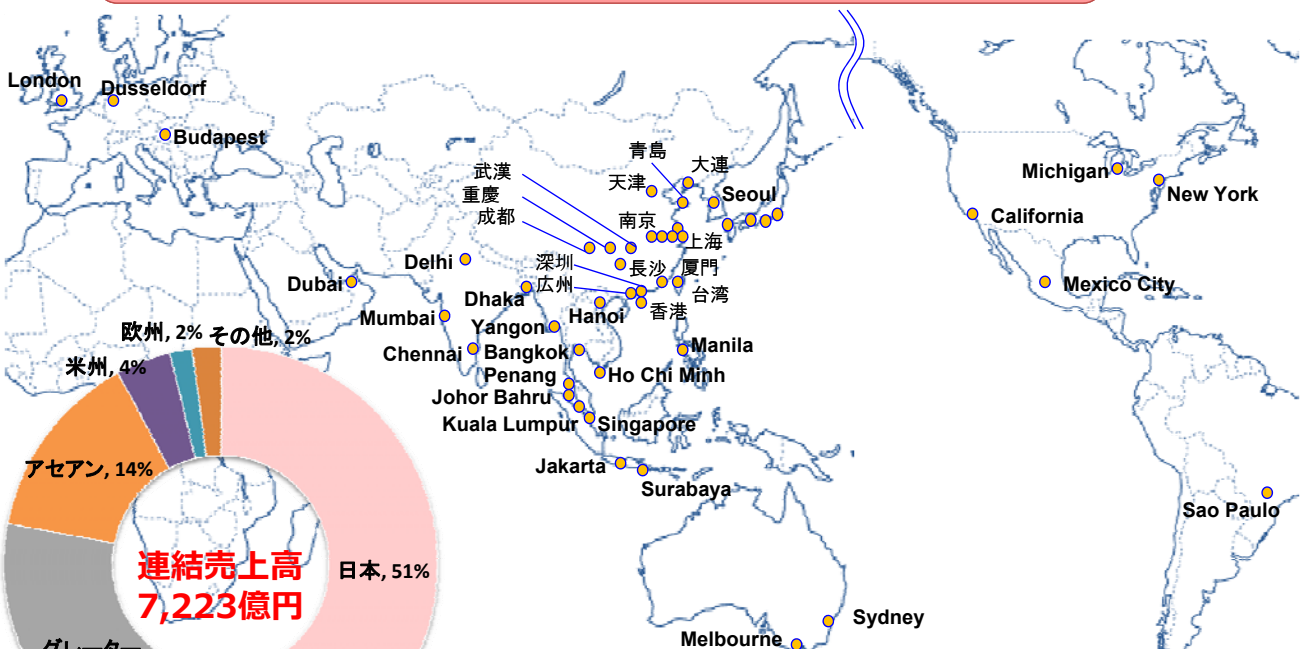 London
Dusseldorf
Budapest
青島
大連
武漢
天津
Seoul
重慶
成都
南京
上海
Michigan
New York
California
Delhi
深圳
長沙
厦門
Dubai
広州
台湾
Mexico City
Dhaka
Hanoi
香港
Mumbai
Yangon
欧州, 2%
その他, 2%
Chennai
Bangkok
Manila
米州, 4%
Penang
Ho Chi Minh
Johor Bahru
Kuala Lumpur
Singapore
アセアン, 14%
Jakarta
Surabaya
Sao Paulo
連結売上高
7,223億円
日本, 51%
Sydney
Melbourne